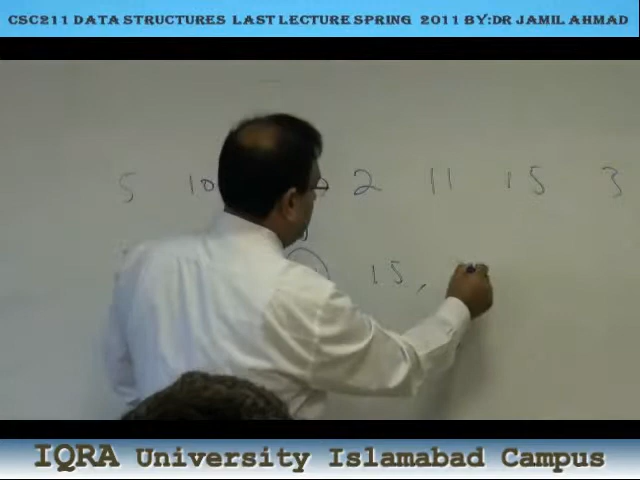 CSC211 DATA STRUCTURES LAST LECTURE SPRING 2011 BY:DR JAMIL AHMAD
5 10 2 11 15 3
15,
IQRA University Islamabad Campus